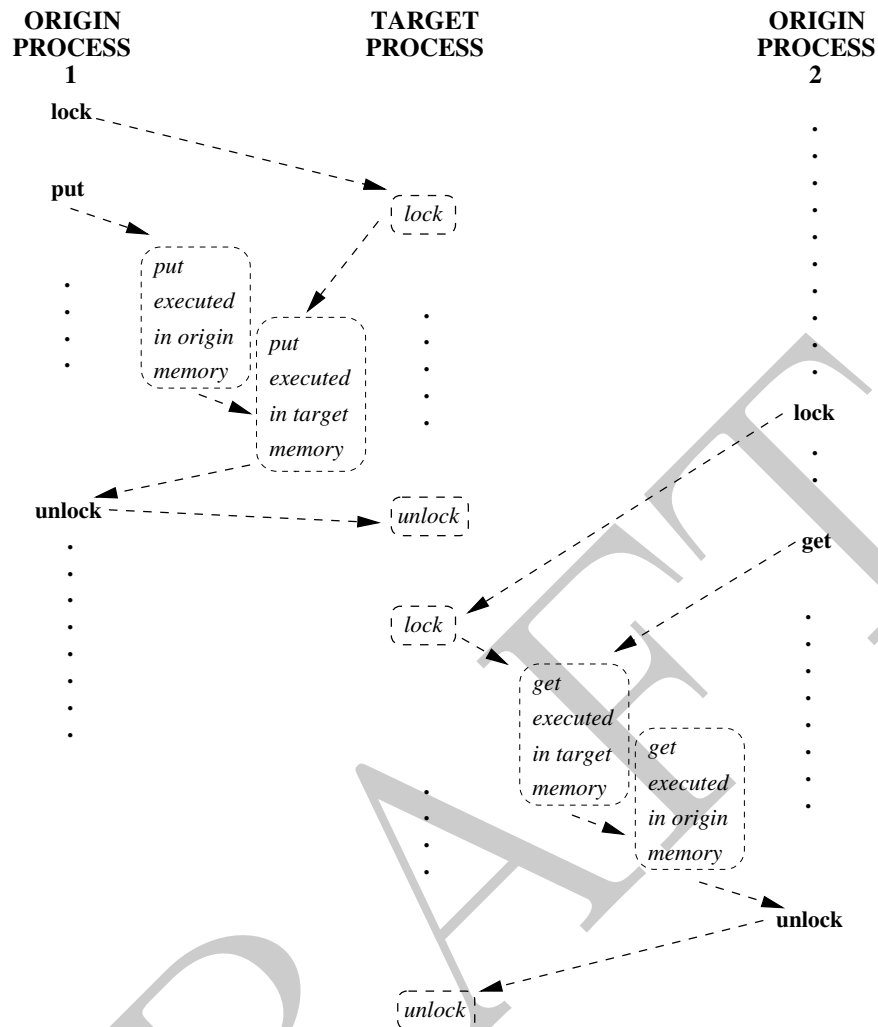 ORIGIN
PROCESS
1
TARGET
PROCESS
ORIGIN
PROCESS
2
lock
put
lock
put
executed
in origin
memory
put
executed
in target
memory
lock
unlock
unlock
get
lock
get
executed
in target
memory
get
executed
in origin
memory
unlock
unlock
DRAFT